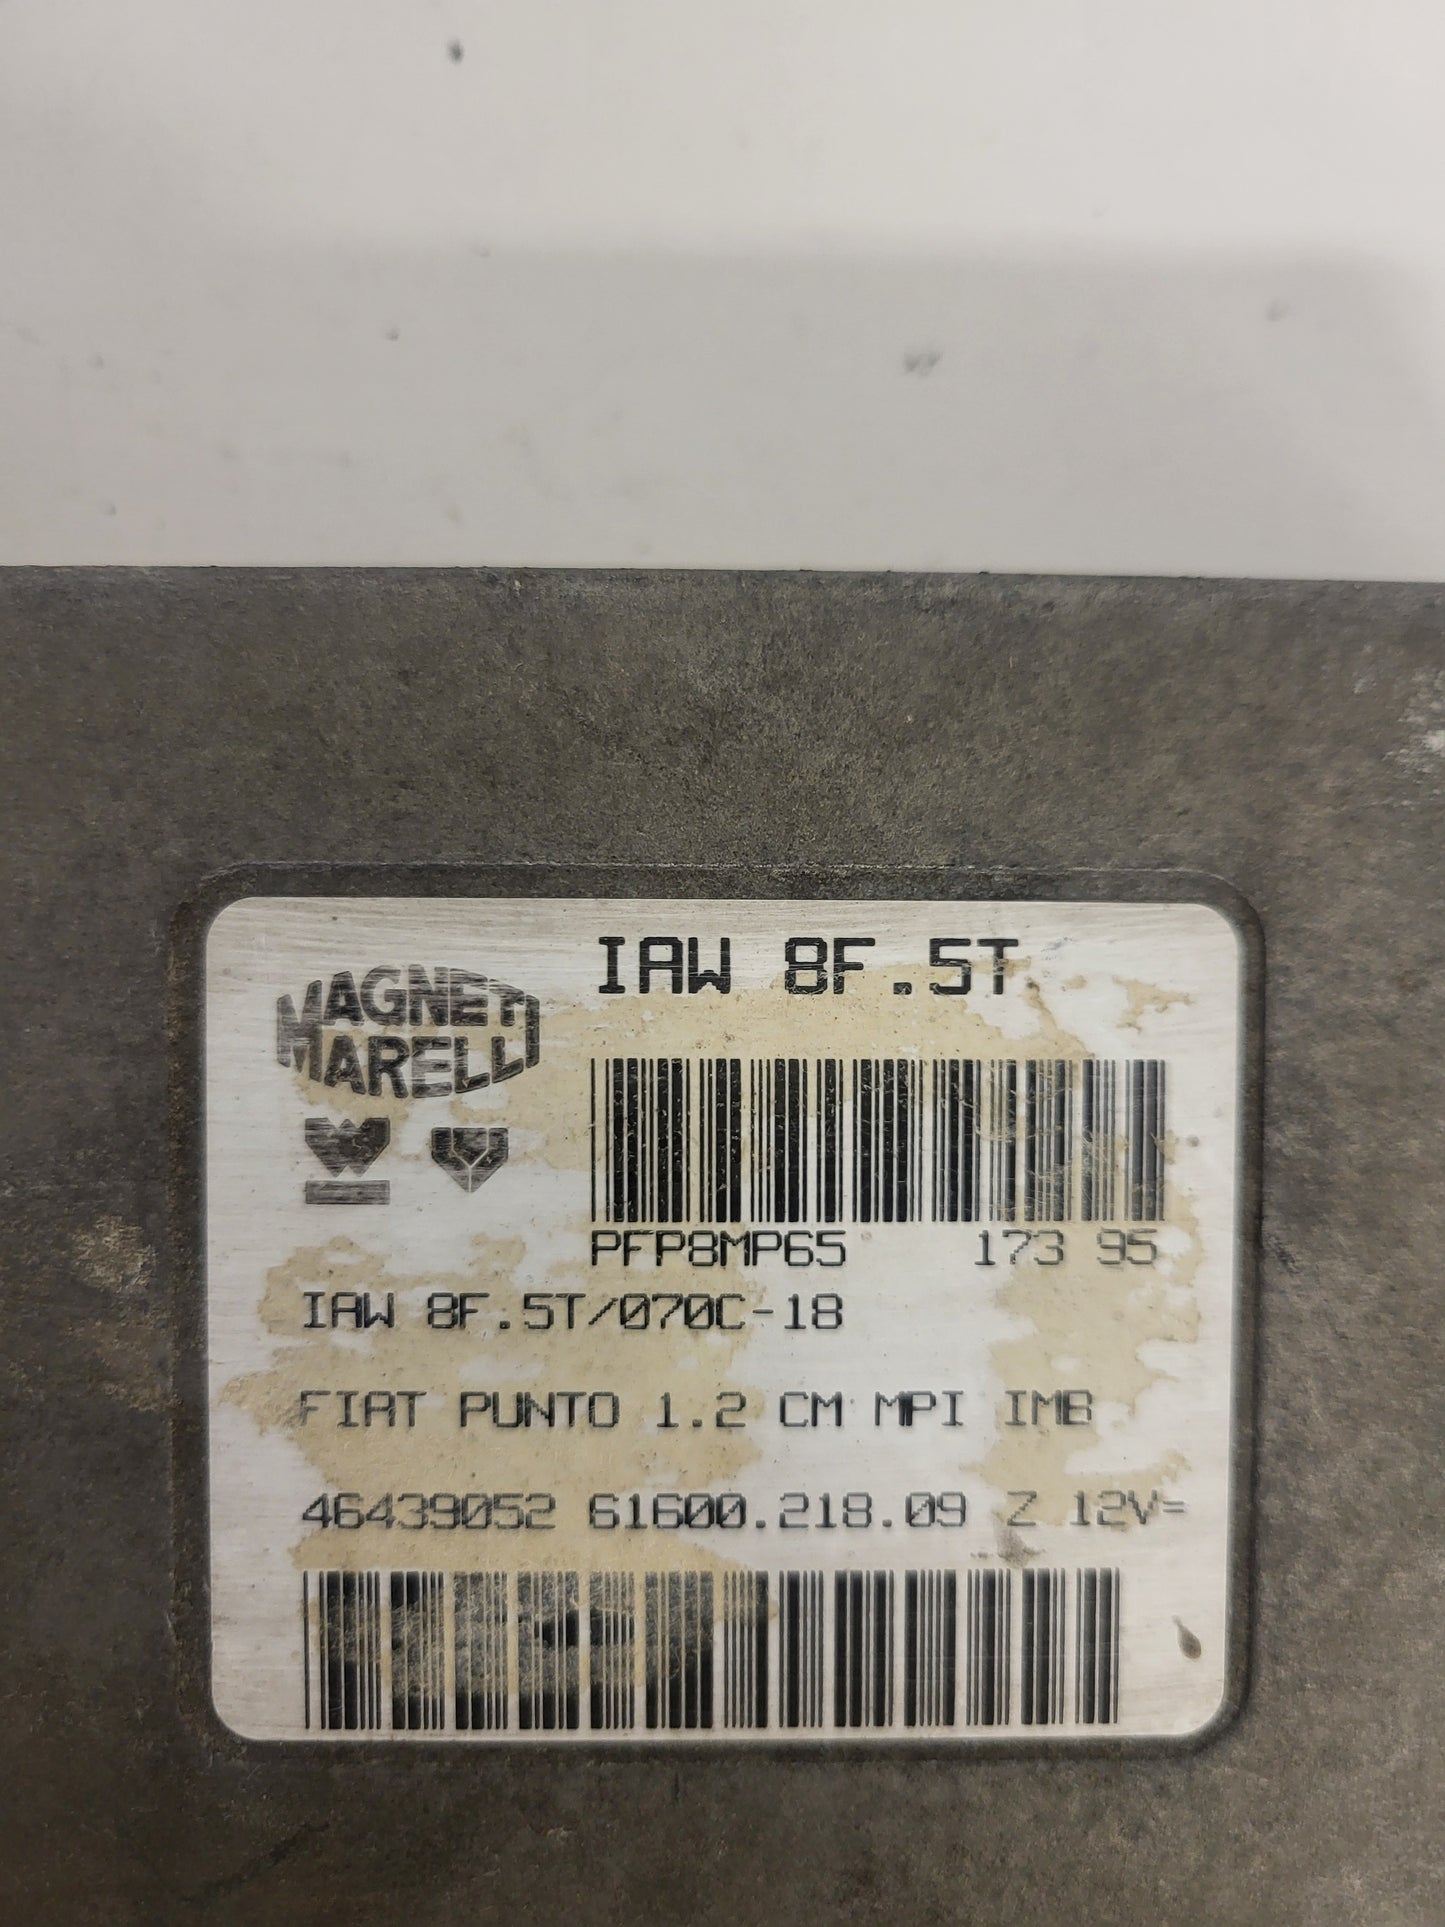 IAW 8F.5T
MAGNETI
MARELLI
PFP8MP65 173 95
IAW 8F.5T/070C-18
FIAT PUNTO 1.2 CM MPI IMB
46439052 61600.218.09 Z 12V=